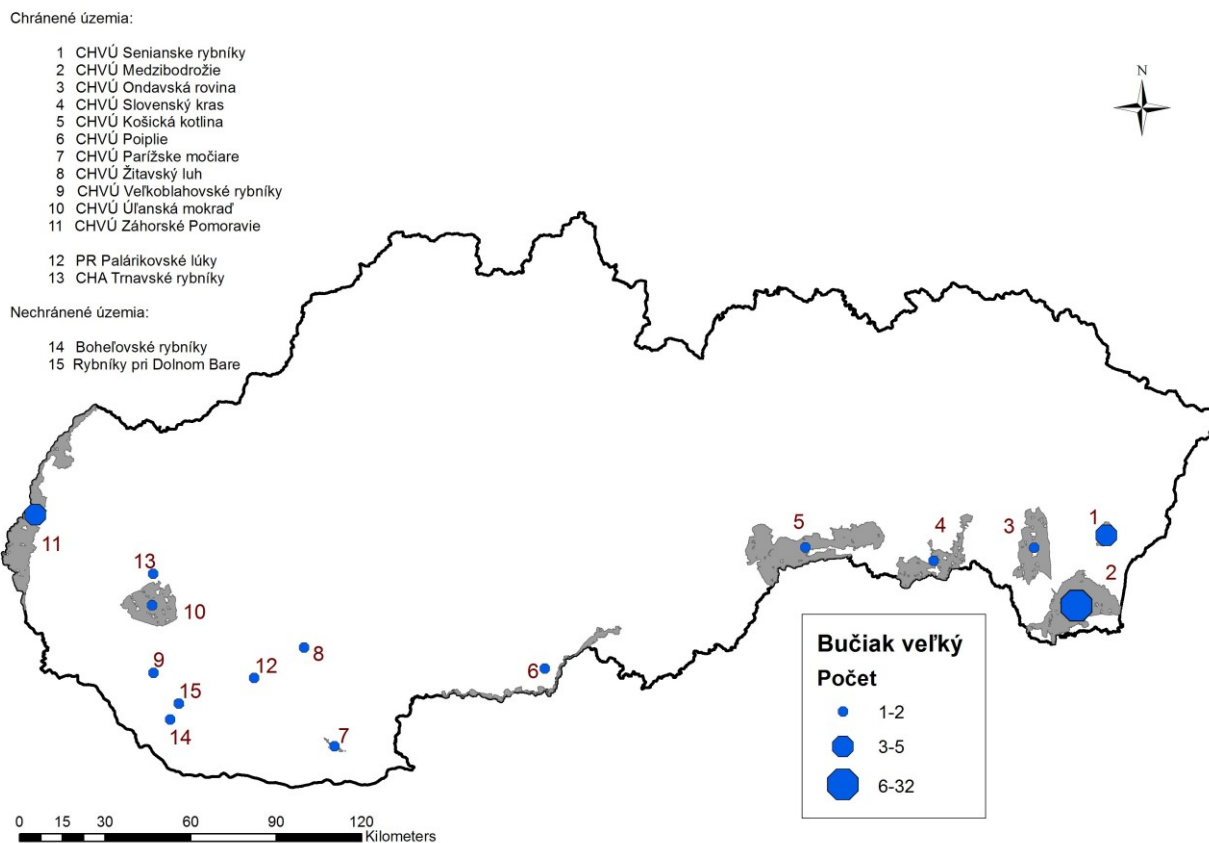 Chránené územia:
1 CHVÚ Senianske rybníky
2 CHVÚ Medzibodrožie
3 CHVÚ Ondavská rovina
4 CHVÚ Slovenský kras
5 CHVÚ Košická kotlina
6 CHVÚ Poiplie
7 CHVÚ Parížske močiare
8 CHVÚ Žitavský luh
9 CHVÚ Veľkoblahovské rybníky
10 CHVÚ Úľanská mokraď
11 CHVÚ Záhorské Pomoravie
12 PR Palárikovské lúky
13 CHA Trnavské rybníky
Nechránené územia:
14 Boheľovské rybníky
15 Rybníky pri Dolnom Bare
N
11
13
10
9
15
14
12
8
7
6
5
4
3
1
2
Bučiak veľký
Počet
1-2
3-5
6-32
0 15 30 60 90 120
Kilometers